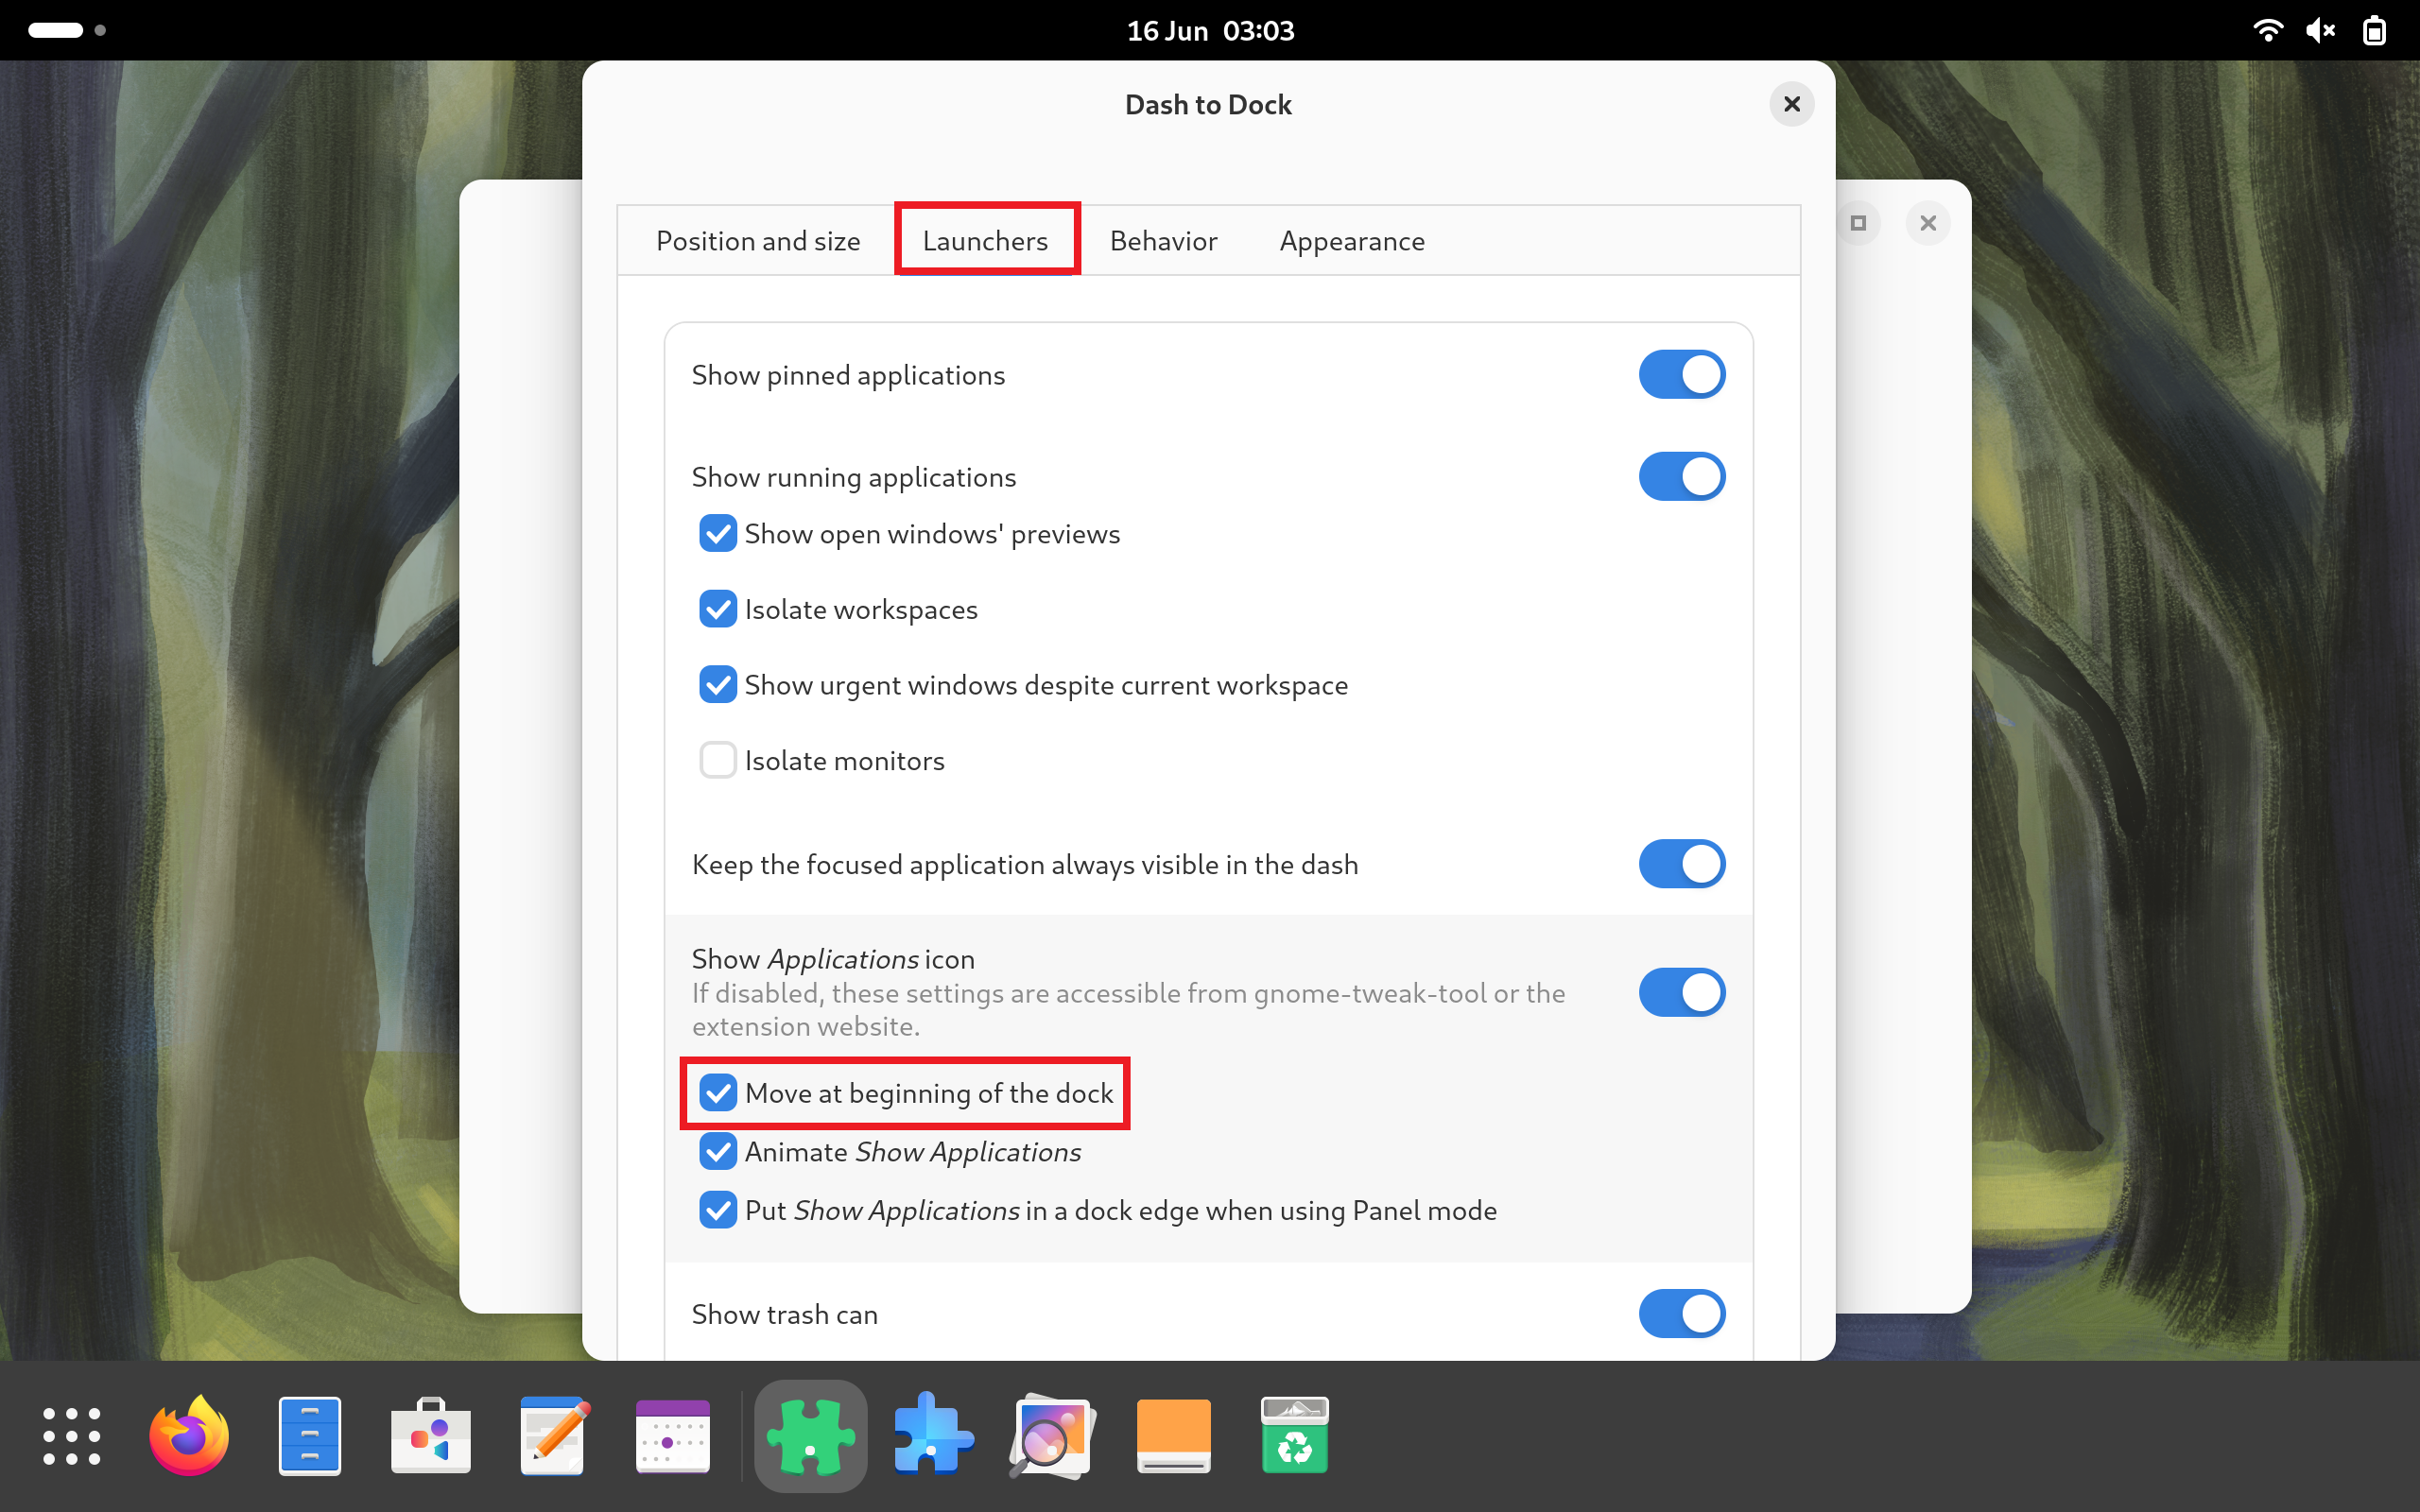 16 Jun 03:03
Dash to Dock
Position and size Launchers Behavior Appearance
Show pinned applications
Show running applications
Show open windows' previews
Isolate workspaces
Show urgent windows despite current workspace
Isolate monitors
Keep the focused application always visible in the dash
Show Applications icon
If disabled, these settings are accessible from gnome-tweak-tool or the
extension website.
Move at beginning of the dock
Animate Show Applications
Put Show Applications in a dock edge when using Panel mode
Show trash can